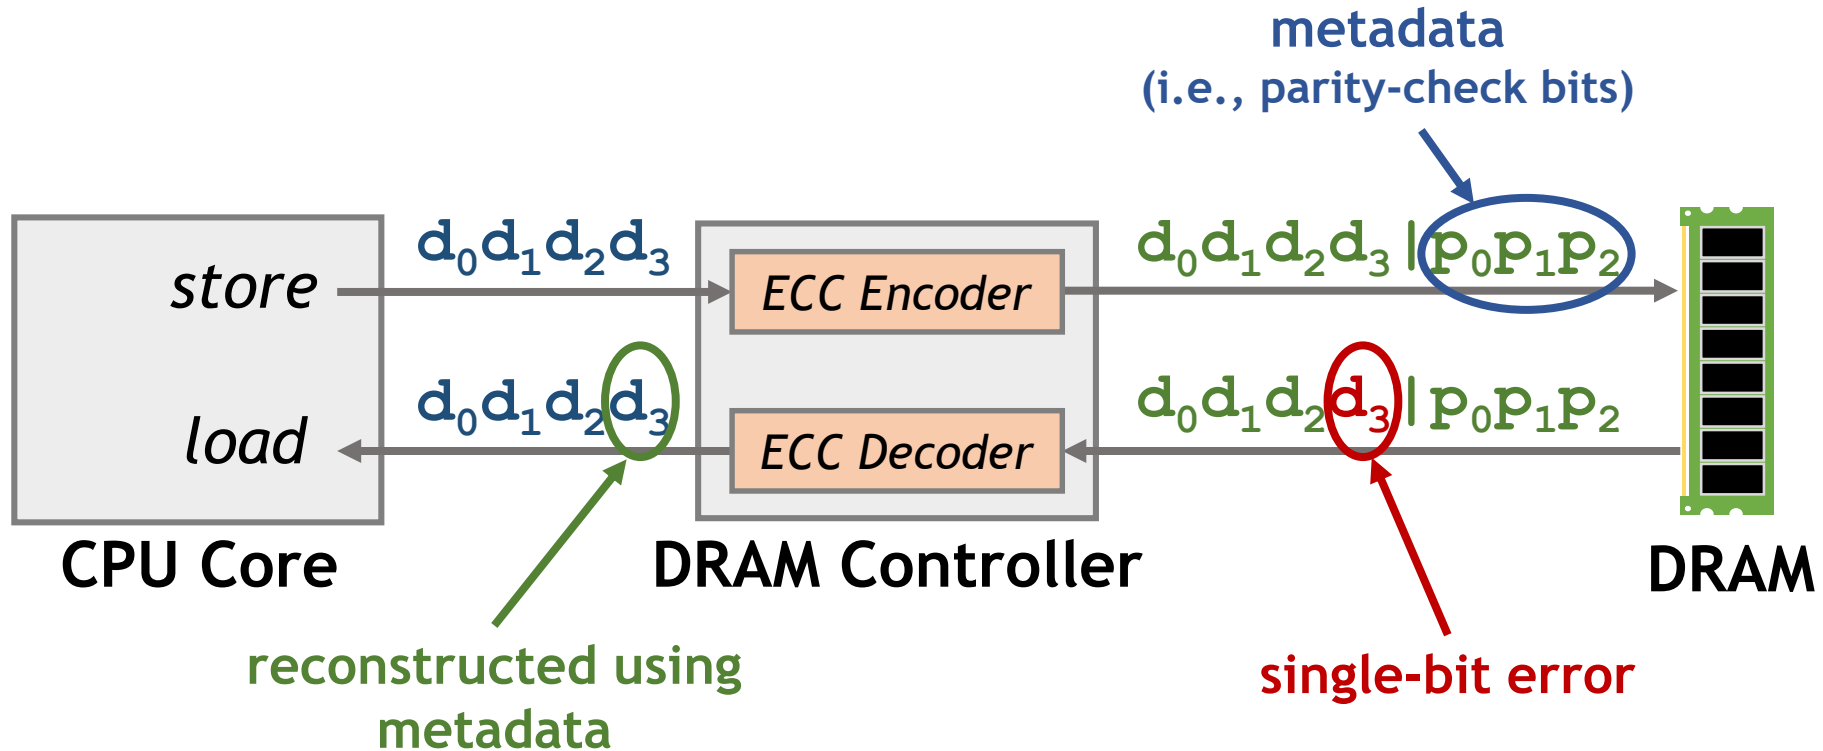 metadata
(i.e., parity-check bits)
d₀d₁d₂d₃
d₀d₁d₂d₃|p₀p₁p₂
store
ECC Encoder
d₀d₁d₂d₃
d₀d₁d₂d₃|p₀p₁p₂
load
ECC Decoder
CPU Core
DRAM Controller
DRAM
reconstructed using
metadata
single-bit error